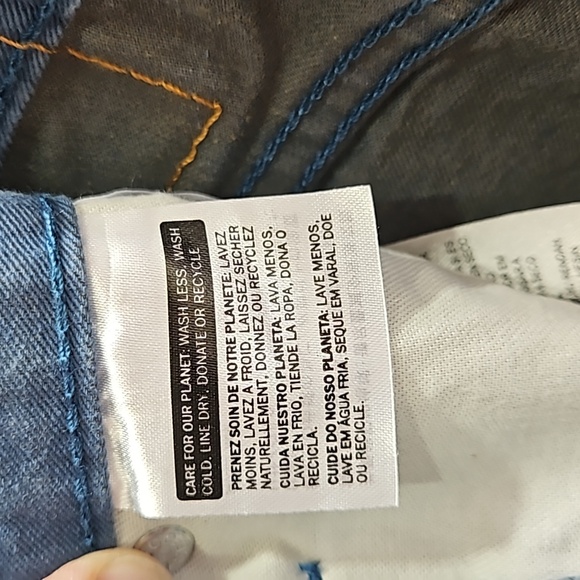 CARE FOR OUR PLANET: WASH LESS, WASH
COLD, LINE DRY, DONATE OR RECYCLE.
PRENEZ SOIN DE NOTRE PLANETE: LAVEZ
MOINS, LAVEZ À FROID, LAISSEZ SÉCHER
NATURELLEMENT, DONNEZ OU RECYCLEZ
CUIDA NUESTRO PLANETA: LAVA MENOS,
LAVA EN FRIO, TIENDE LA ROPA, DONA O
RECICLA.
CUIDE DO NOSSO PLANETA: LAVE MENOS,
LAVE EM ÁGUA FRIA, SEQUE EM VARAL, DOE
OU RECICLE.